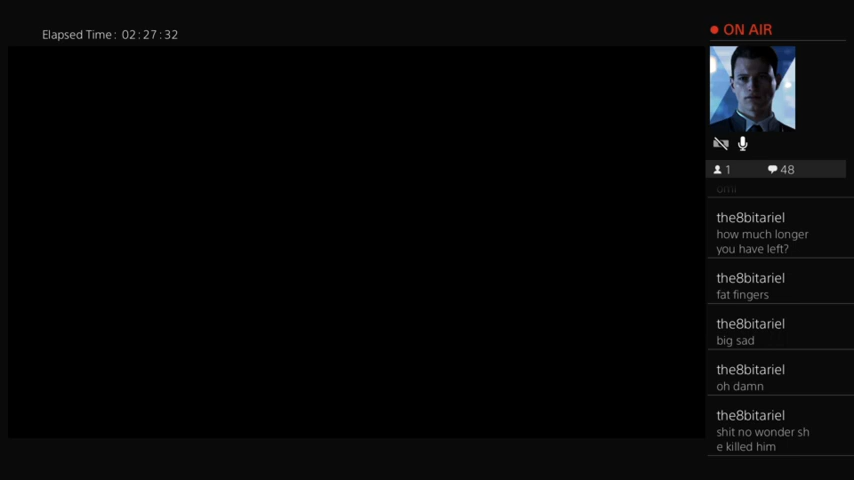 Elapsed Time: 02:27:32
ON AIR
1 48
the8bitariel
how much longer
you have left?
the8bitariel
fat fingers
the8bitariel
big sad
the8bitariel
oh damn
the8bitariel
shit no wonder sh
e killed him